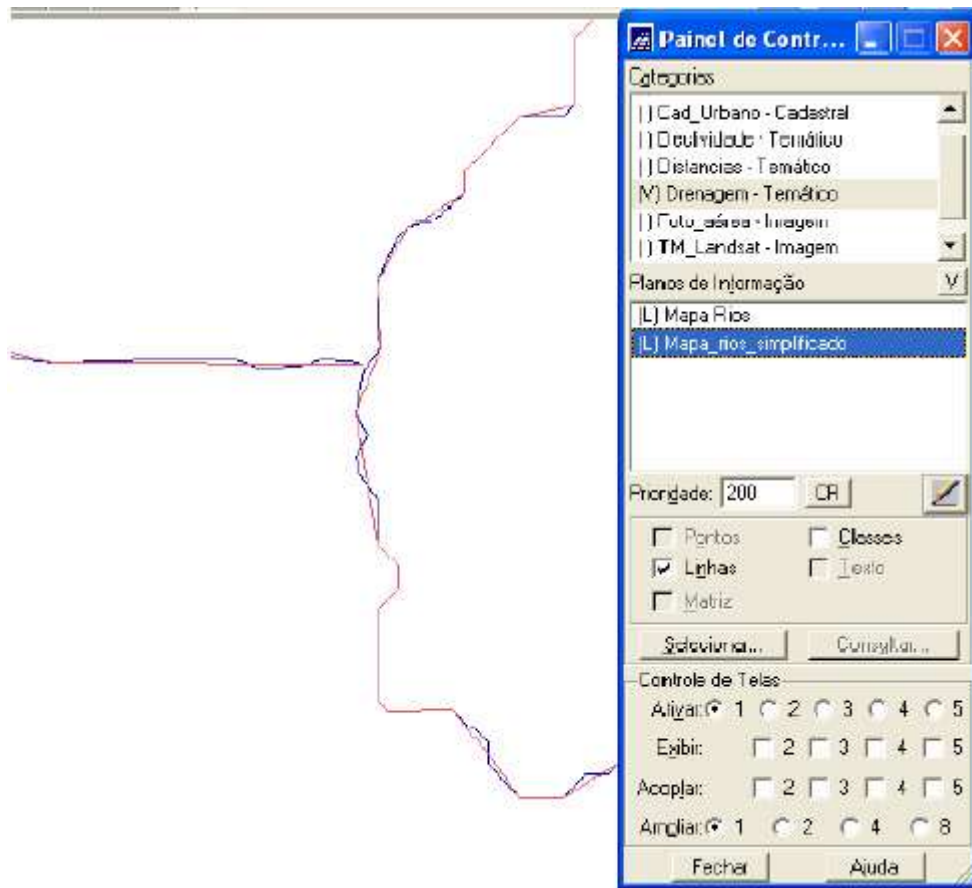 Painel de Contr...
Categorias
( ) Cad_Urbano - Cadastral
( ) Declividade - Temático
( ) Distancias - Temático
(V) Drenagem - Temático
( ) Foto_aérea - Imagem
( ) TM_Landsat - Imagem
Planos de Informação V
(L) Mapa Rios
(L) Mapa_rios_simplificado
Prioridade: 200 CR
Pontos Classes
Linhas Texto
Matriz
Selecionar... Consultar...
Controle de Telas
Ativar: 1 2 3 4 5
Exibir: 2 3 4 5
Acoplar: 2 3 4 5
Ampliar: 1 2 4 8
Fechar Ajuda